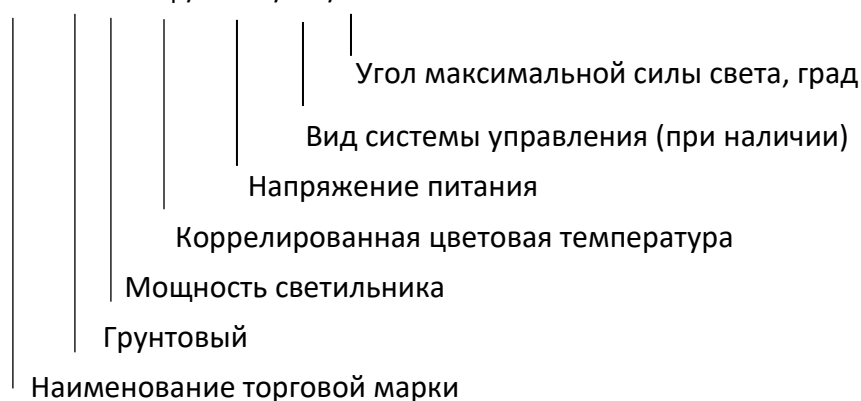 Угол максимальной силы света, град
Вид системы управления (при наличии)
Напряжение питания
Коррелированная цветовая температура
Мощность светильника
Грунтовый
Наименование торговой марки